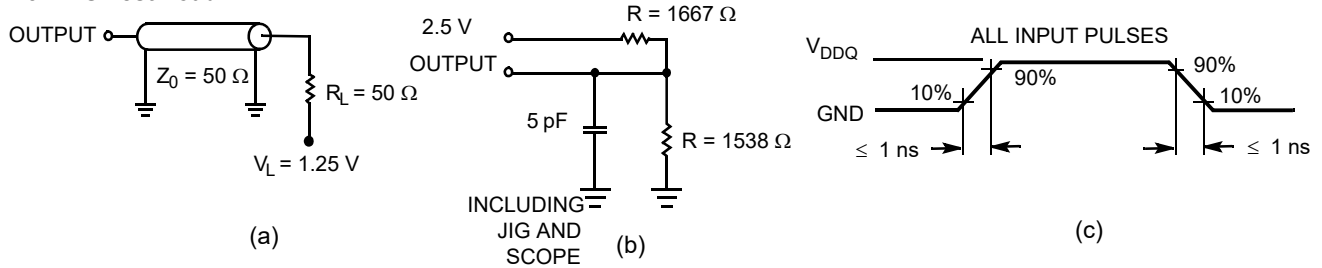 OUTPUT
Z0 = 50 Ω
RL = 50 Ω
VL = 1.25 V
(a)
2.5 V
R = 1667 Ω
OUTPUT
5 pF
R = 1538 Ω
INCLUDING
JIG AND
SCOPE
(b)
ALL INPUT PULSES
VDDQ
GND
10%
90%
90%
10%
≤ 1 ns
≤ 1 ns
(c)